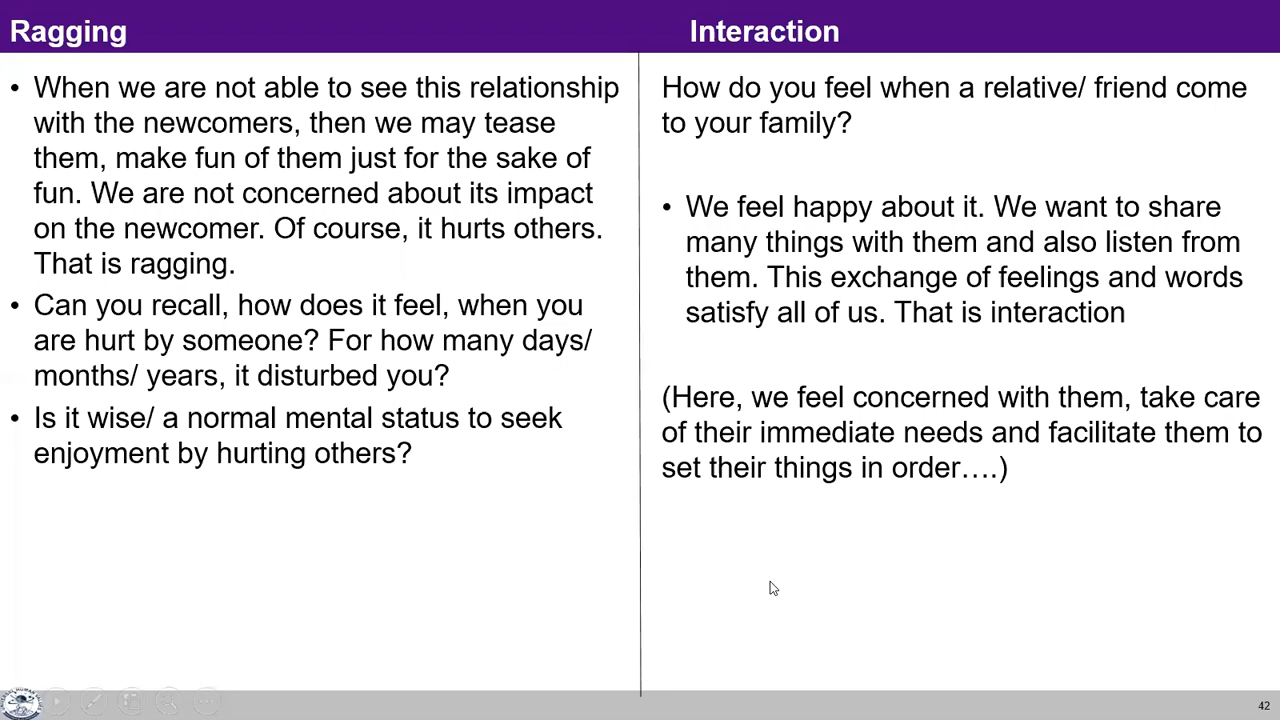 Ragging
Interaction
• When we are not able to see this relationship
with the newcomers, then we may tease
them, make fun of them just for the sake of
fun. We are not concerned about its impact
on the newcomer. Of course, it hurts others.
That is ragging.
• Can you recall, how does it feel, when you
are hurt by someone? For how many days/
months/ years, it disturbed you?
• Is it wise/ a normal mental status to seek
enjoyment by hurting others?
How do you feel when a relative/ friend come
to your family?
• We feel happy about it. We want to share
many things with them and also listen from
them. This exchange of feelings and words
satisfy all of us. That is interaction
(Here, we feel concerned with them, take care
of their immediate needs and facilitate them to
set their things in order….)
42